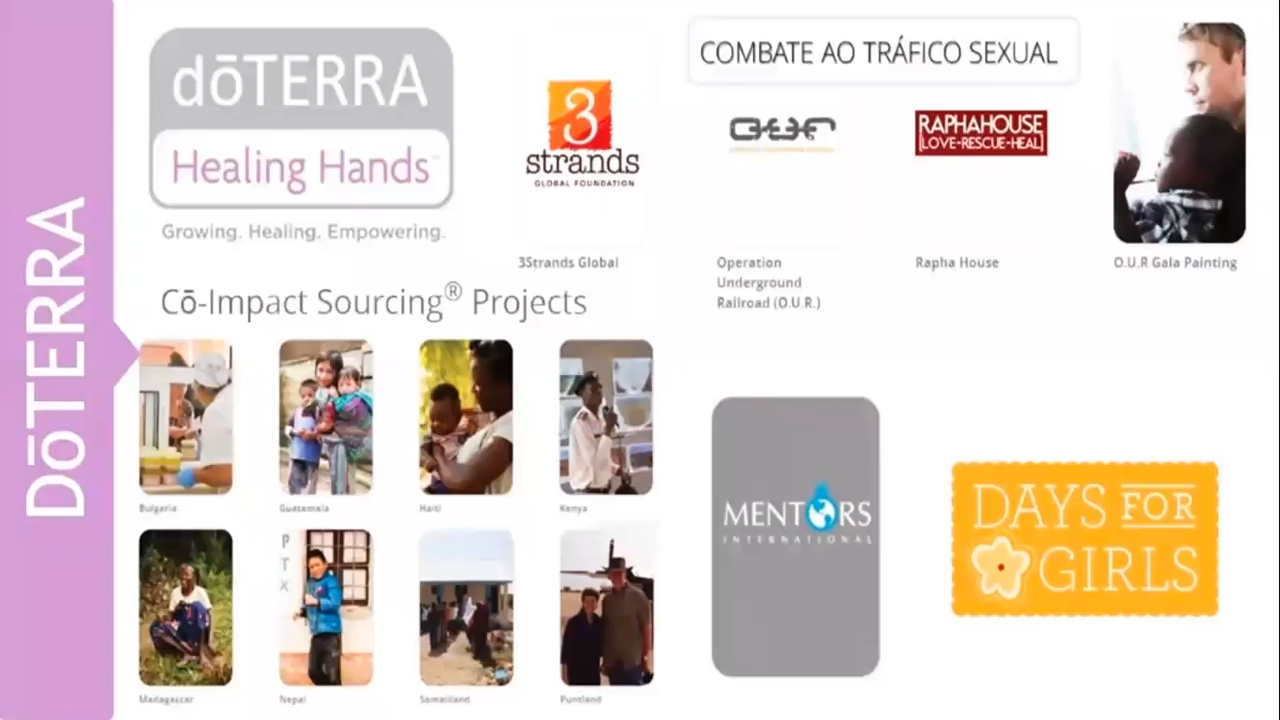 DōTERRA
dōTERRA
Healing Hands™
Growing. Healing. Empowering.
3
strands
GLOBAL FOUNDATION
3Strands Global
COMBATE AO TRÁFICO SEXUAL
O.U.R
RAPHAHOUSE
[LOVE-RESCUE-HEAL]
Operation
Underground
Railroad (O.U.R.)
Rapha House
O.U.R Gala Painting
Cō-Impact Sourcing® Projects
Bulgaria
Guatemala
Haiti
Kenya
PTX
Madagascar
Nepal
Somaliland
Puntland
MENTORS
INTERNATIONAL
DAYS FOR
GIRLS